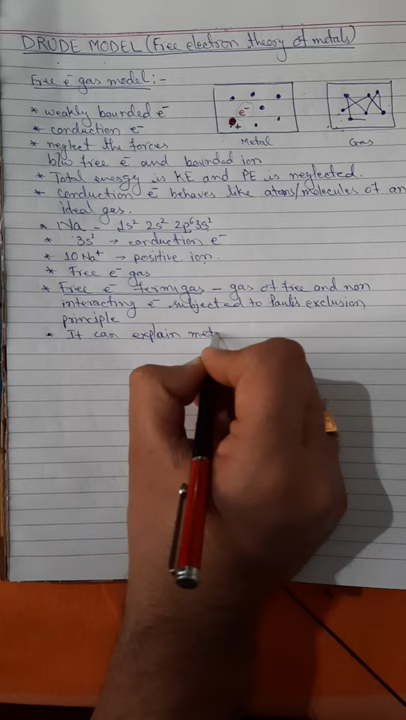 DRUDE MODEL (Free electron theory of metals)
Free e⁻ gas model:-
* weakly bounded e⁻
* conduction e⁻
* neglect the forces
b/w free e⁻ and bounded ion
e⁻
+
Metal
Gas
* Total energy is KE and PE is neglected.
* conduction e⁻ behaves like atoms/molecules of an
ideal gas.
* Na - 1s² 2s² 2p⁶ 3s¹
* 3s¹ → conduction e⁻
* Na⁺ → positive ion.
* Free e⁻ gas
* Free e⁻ fermigas - gas of free and non
interacting e⁻ subjected to Pauli's exclusion
principle
* It can explain meta